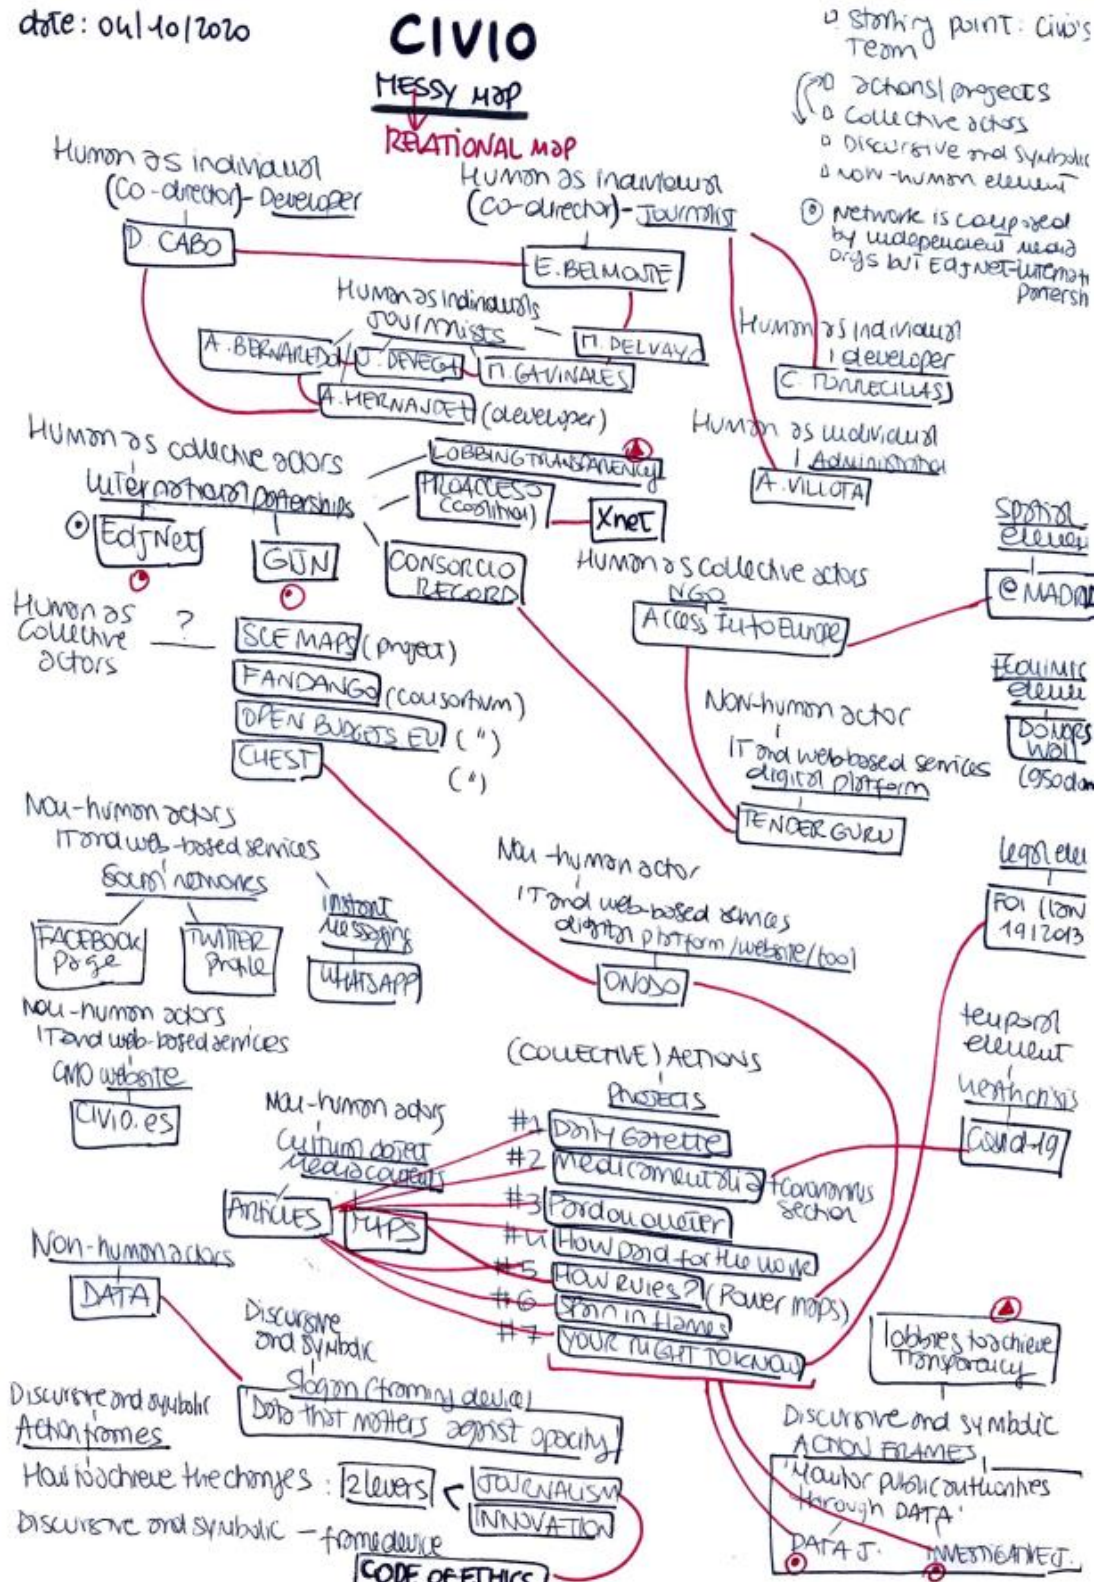 date: 04/10/2020
CIVIO
MESSY MAP
RELATIONAL MAP
starting point: Civio's
Team
actions/projects
Collective actors
Discursive and symbolic
non-human element
Network is composed
by independent media
orgs but EdjNet-internati
partnersh
Human as individual
(Co-director)-Developer
D. CABO
Human as individual
(Co-director)-Journalist
E. BELMONTE
Human as individuals
Journalists
A. BERNAREDO
J. DEVEGA
M. GAVINALES
M. DELVAYO
A. HERNANDEZ (developer)
Human as individual
developer
C. TORRECILLAS
Human as individual
Administrator
A. VILLOTA
Human as collective actors
International partnerships
EdjNet
GIJN
LOBBING TRANSPARENCY
PROACCESO
(coalition)
Xnet
CONSORCIO
RECORD
Human as
Collective
actors
?
SCE MAPS (project)
FANDANGO (consortium)
OPEN BUDGETS EU (")
CHEST (")
Human as collective actors
NGO
Access Info Europe
Spatial
elemen
@ MADRID
elemen
DONORS
Wall
Non-human actor
IT and web-based services
digital platform
TENDER GURU
Non-human actors
IT and web-based services
Social networks
FACEBOOK
page
TWITTER
Profile
instant
Messaging
WHATSAPP
Non-human actor
IT and web-based services
digital platform/website/tool
ONODO
legal ele
FOI (law
19/2013
Non-human actors
IT and web-based services
website
CIVIO.es
temporal
element
Health crisis
Covid-19
(COLLECTIVE) ACTIONS
PROJECTS
#1 Daily Gazette
#2 Medicamentalia + Coronavirus
section
#3 Pardonometer
#4 How paid for the work
#5 How Rules? (Power maps)
#6 Spain in flames
#7 YOUR RIGHT TO KNOW
Non-human actors
Cultural object
Media contents
Articles
MAPS
Non-human actors
DATA
Discursive
and symbolic
Slogan (framing device)
Data that matters against opacity!
lobbies to achieve
Transparency
Discursive and symbolic
ACTION FRAMES
'Monitor public authorities
through DATA'
DATA J.
INVESTIGATIVE J.
Discursive and symbolic
Action frames
How to achieve the changes: 2 levers < JOURNALISM
INNOVATION
Discursive and symbolic - frame device
CODE OF ETHICS